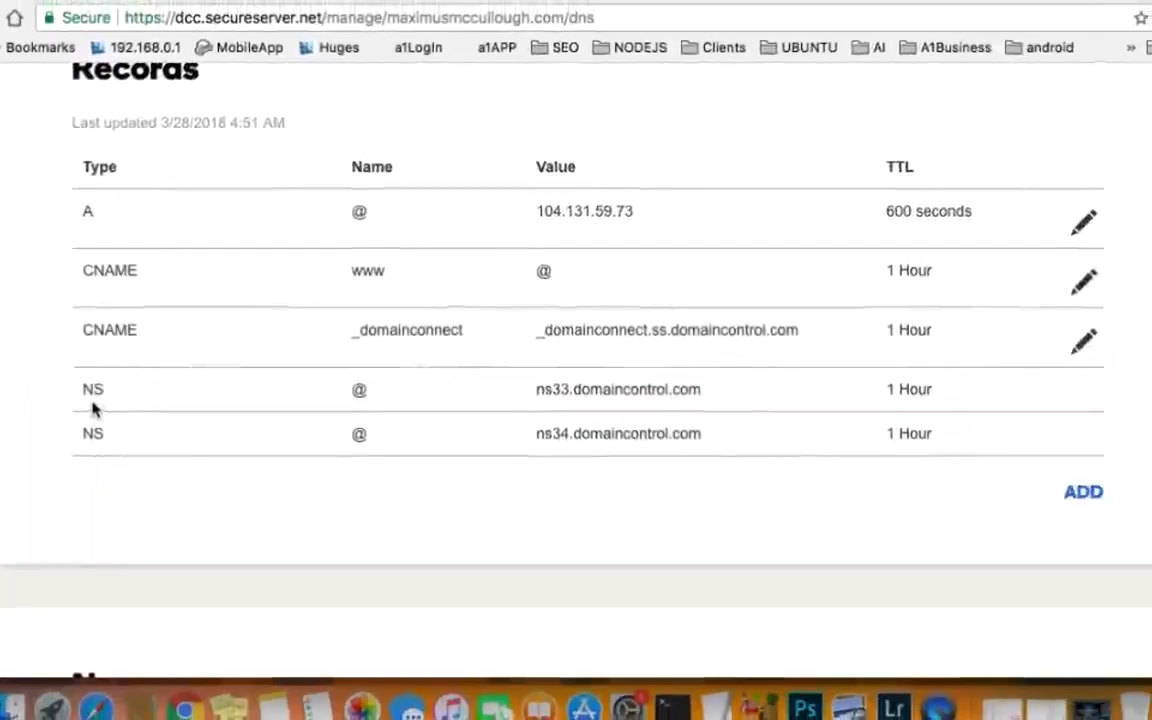 Secure https://dcc.secureserver.net/manage/maximusmccullough.com/dns
Bookmarks 192.168.0.1 MobileApp Huges a1LogIn a1APP SEO NODEJS Clients UBUNTU AI A1Business android »
Records
Last updated 3/28/2018 4:51 AM
Type Name Value TTL
A @ 104.131.59.73 600 seconds
CNAME www @ 1 Hour
CNAME _domainconnect _domainconnect.ss.domaincontrol.com 1 Hour
NS @ ns33.domaincontrol.com 1 Hour
NS @ ns34.domaincontrol.com 1 Hour
ADD
Ps Lr